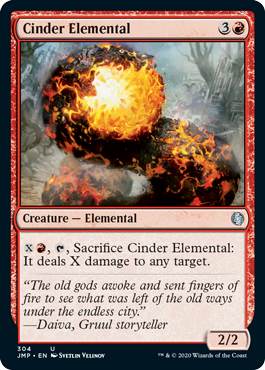 Cinder Elemental 3
Creature — Elemental
X , , Sacrifice Cinder Elemental:
It deals X damage to any target.
“The old gods awoke and sent fingers of
fire to see what was left of the old ways
under the endless city.”
—Daiva, Gruul storyteller
2/2
304 U
JMP • EN Svetlin Velinov ™ & © 2020 Wizards of the Coast